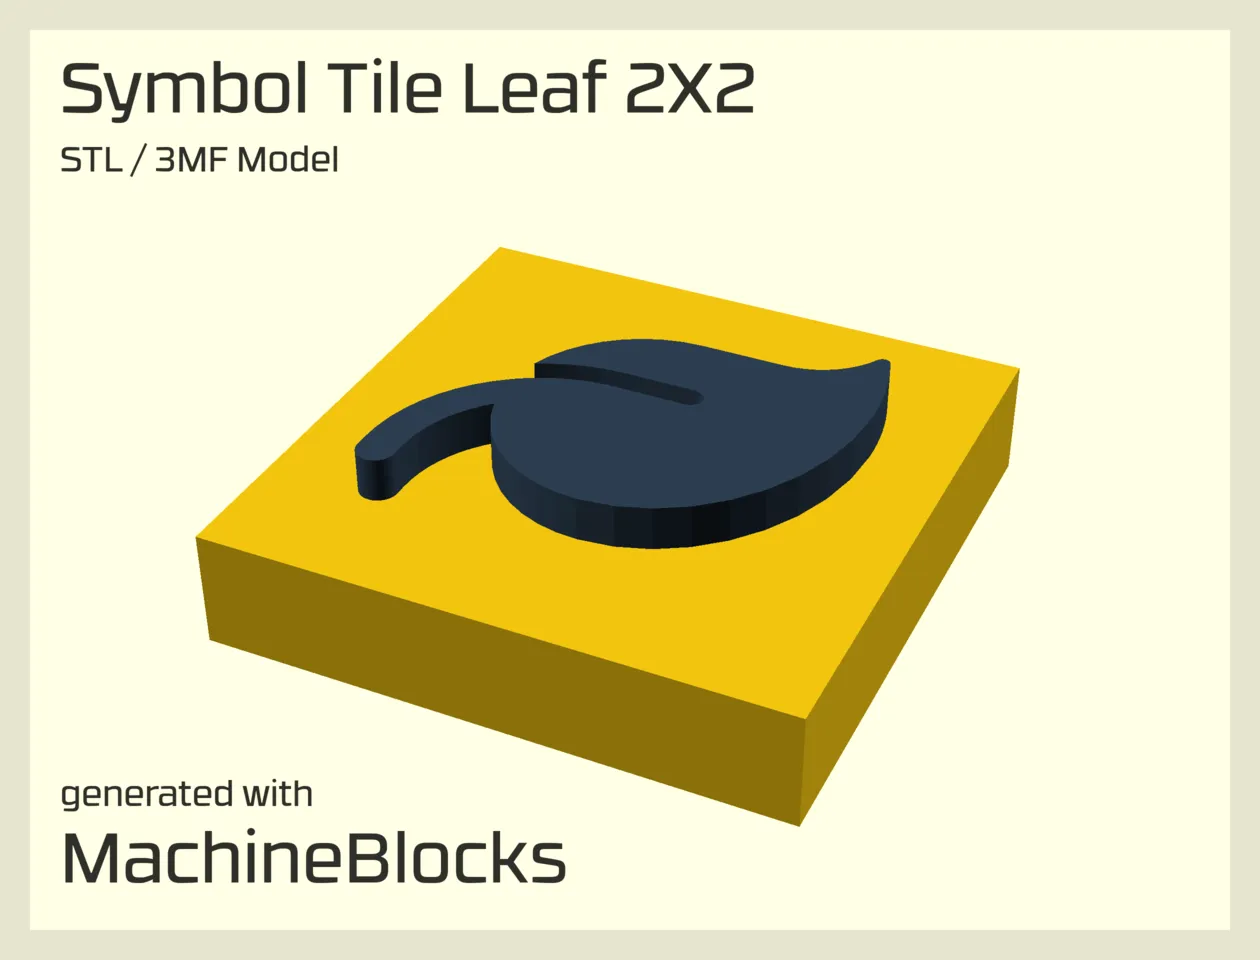 Symbol Tile Leaf 2X2
STL / 3MF Model
generated with
MachineBlocks